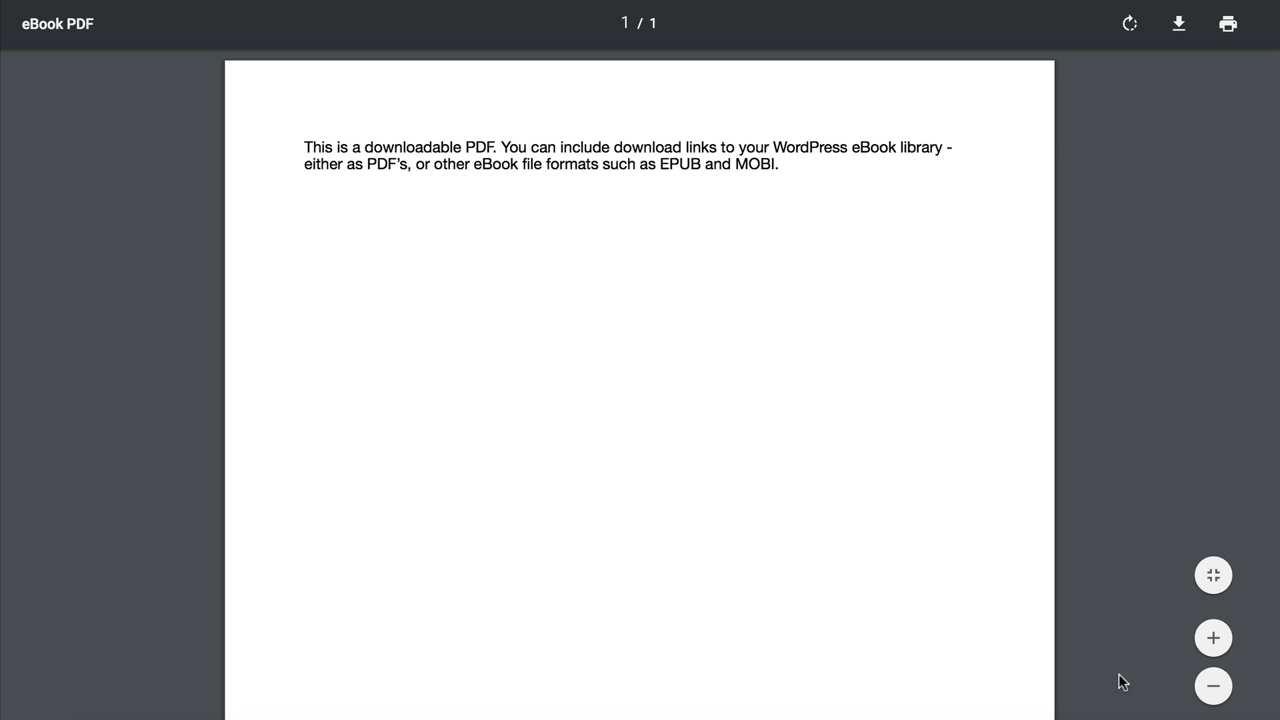 eBook PDF
1 / 1
This is a downloadable PDF. You can include download links to your WordPress eBook library -
either as PDF’s, or other eBook file formats such as EPUB and MOBI.